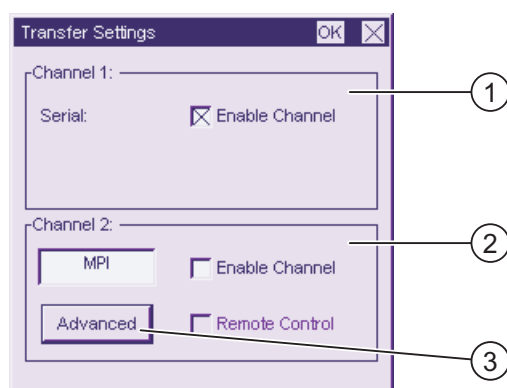 Transfer Settings OK
Channel 1:
1
Serial: Enable Channel
Channel 2:
2
MPI Enable Channel
Advanced Remote Control
3